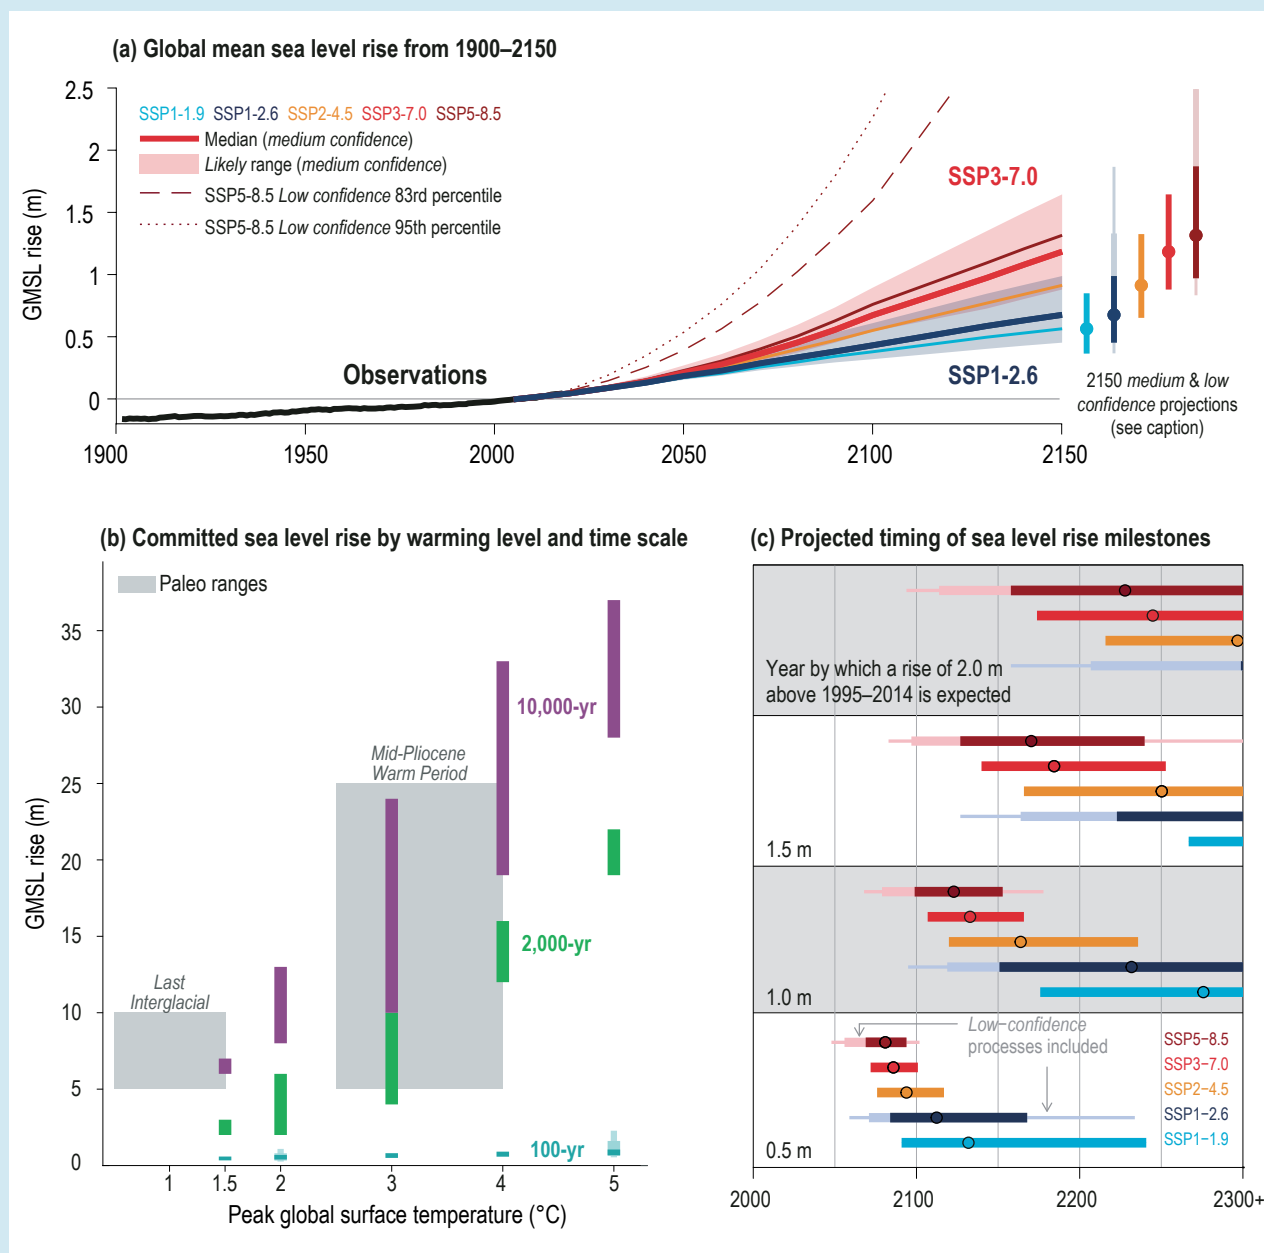 (a) Global mean sea level rise from 1900–2150
SSP1-1.9 SSP1-2.6 SSP2-4.5 SSP3-7.0 SSP5-8.5
Median (medium confidence)
Likely range (medium confidence)
SSP5-8.5 Low confidence 83rd percentile
SSP5-8.5 Low confidence 95th percentile
GMSL rise (m)
2.5
2
1.5
1
0.5
0
SSP3-7.0
Observations
SSP1-2.6
2150 medium & low
confidence projections
(see caption)
1900 1950 2000 2050 2100 2150
(b) Committed sea level rise by warming level and time scale
Paleo ranges
GMSL rise (m)
35
30
25
20
15
10
5
0
10,000-yr
Mid-Pliocene
Warm Period
2,000-yr
Last
Interglacial
100-yr
1 1.5 2 3 4 5
Peak global surface temperature (°C)
(c) Projected timing of sea level rise milestones
Year by which a rise of 2.0 m
above 1995–2014 is expected
1.5 m
1.0 m
Low–confidence
processes included
SSP5–8.5
SSP3–7.0
SSP2–4.5
SSP1–2.6
SSP1–1.9
0.5 m
2000 2100 2200 2300+